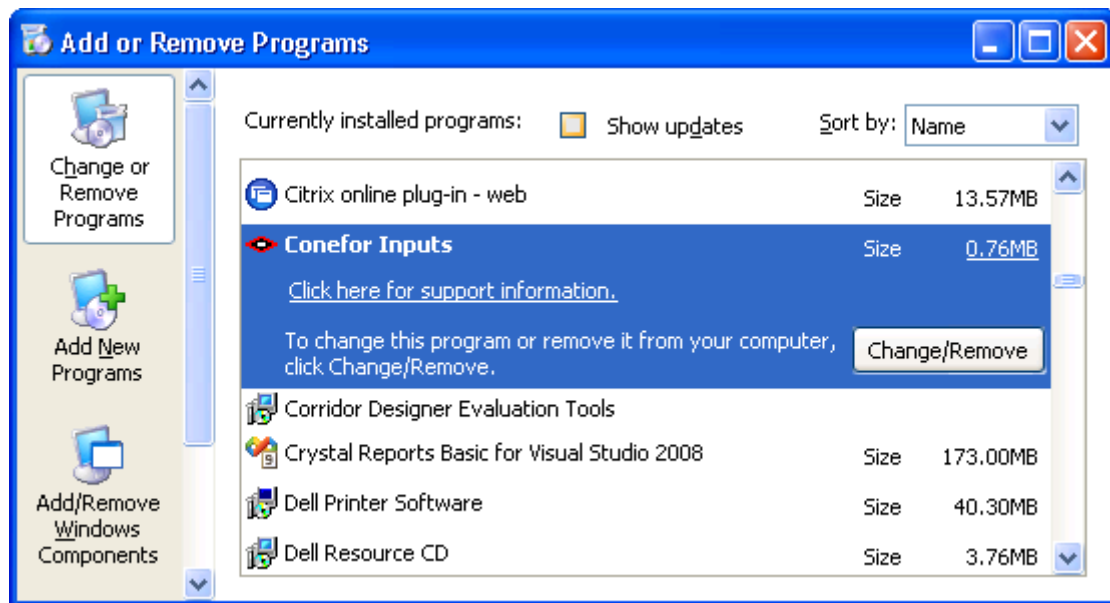 Add or Remove Programs
Change or
Remove
Programs
Add New
Programs
Add/Remove
Windows
Components
Currently installed programs: Show updates Sort by: Name
Citrix online plug-in - web Size 13.57MB
Conefor Inputs Size 0.76MB
Click here for support information.
To change this program or remove it from your computer,
click Change/Remove. Change/Remove
Corridor Designer Evaluation Tools
Crystal Reports Basic for Visual Studio 2008 Size 173.00MB
Dell Printer Software Size 40.30MB
Dell Resource CD Size 3.76MB